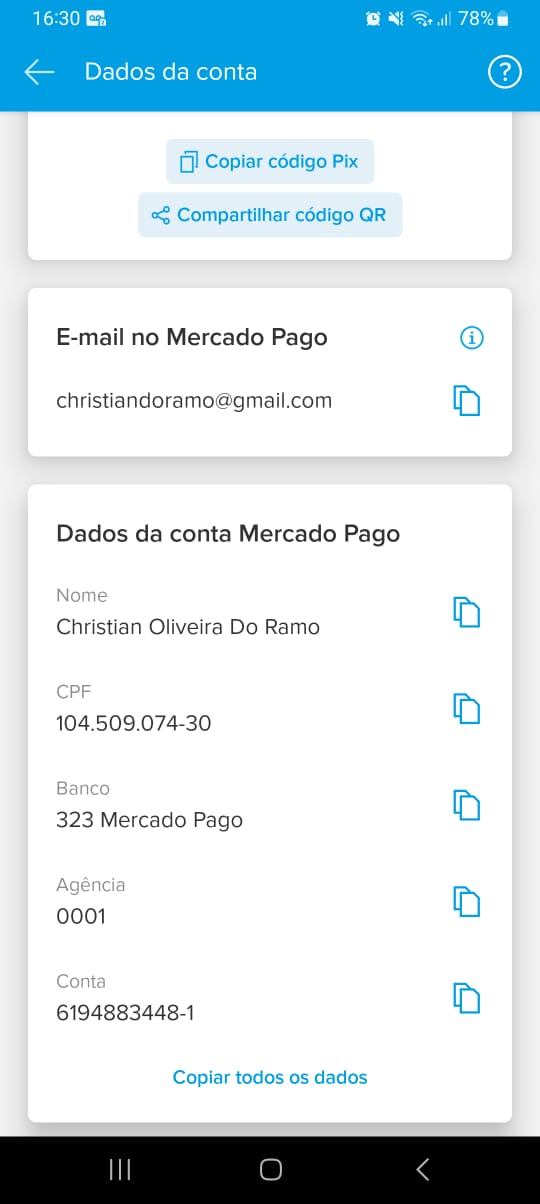 16:30
78%
Dados da conta
?
Copiar código Pix
Compartilhar código QR
E-mail no Mercado Pago
christiandoramo@gmail.com
Dados da conta Mercado Pago
Nome
Christian Oliveira Do Ramo
CPF
104.509.074-30
Banco
323 Mercado Pago
Agência
0001
Conta
6194883448-1
Copiar todos os dados